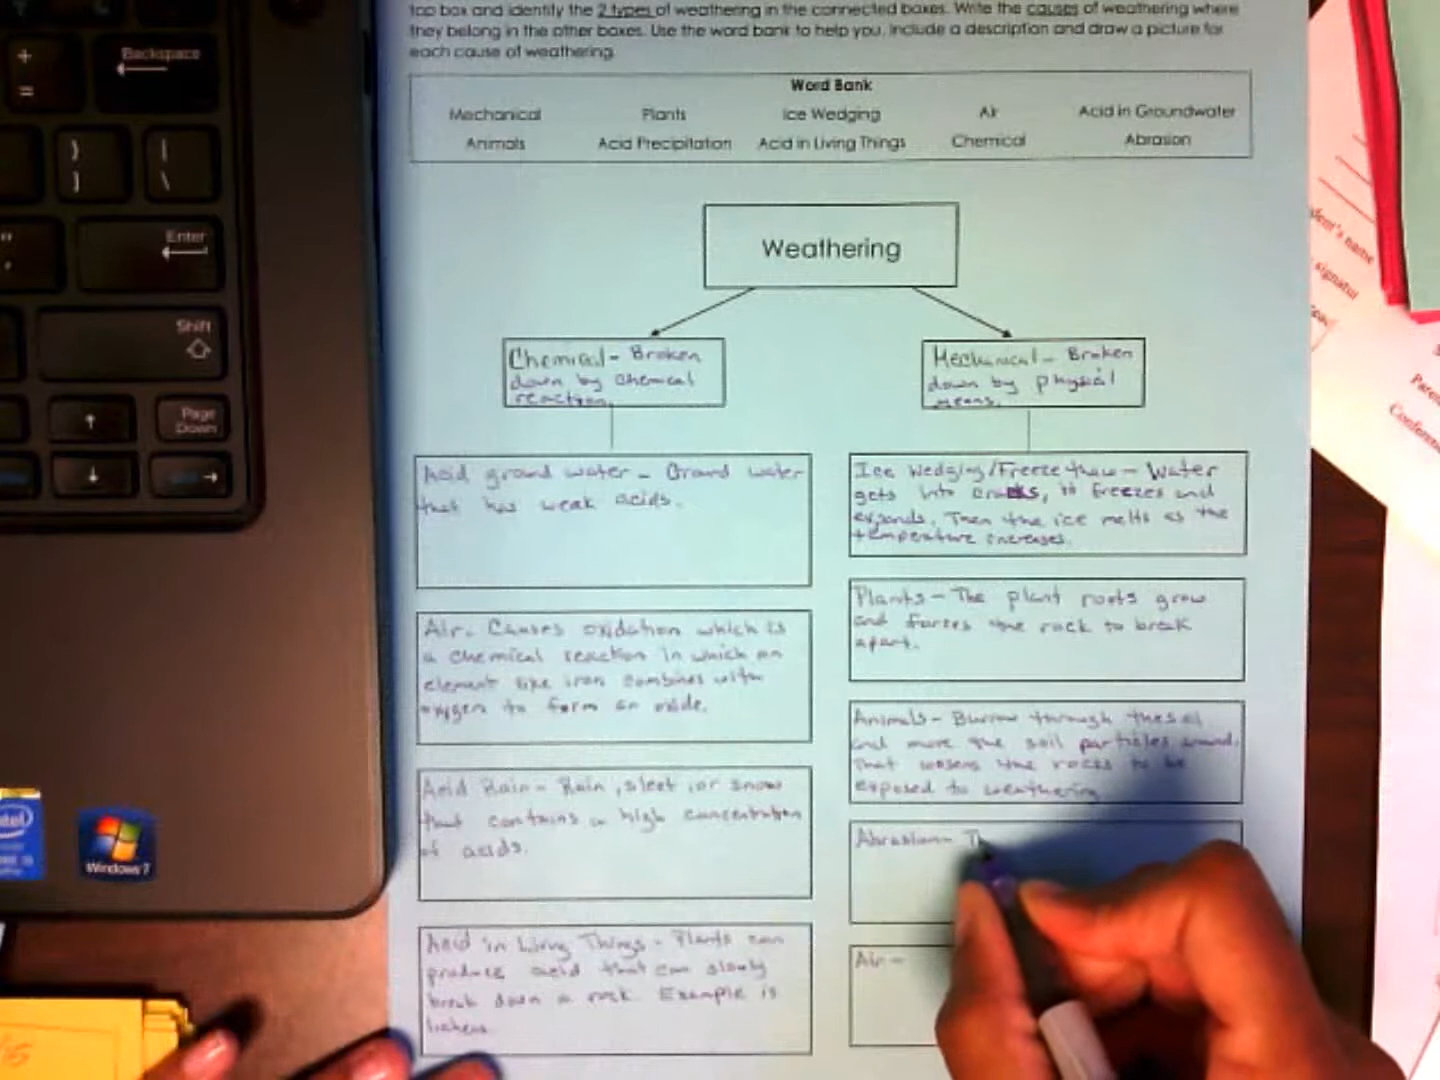 top box and identify the 2 types of weathering in the connected boxes. Write the causes of weathering where
they belong in the other boxes. Use the word bank to help you. Include a description and draw a picture for
each cause of weathering.
Word Bank
Mechanical Plants Ice Wedging Air Acid in Groundwater
Animals Acid Precipitation Acid in Living Things Chemical Abrasion
Weathering
Chemical - Broken
down by chemical
reaction.
Mechanical - Broken
down by physical
means.
Acid ground water - Ground water
that has weak acids.
Air - Causes oxidation which is
a chemical reaction in which an
element like iron combines with
oxygen to form an oxide.
Acid Rain - Rain, sleet, or snow
that contains a high concentration
of acids.
Acid in Living Things - Plants can
produce acid that can slowly
break down a rock. Example is
lichens.
Ice Wedging/Freeze thaw - Water
gets into cracks, it freezes and
expands. Then the ice melts as the
temperature increases.
Plants - The plant roots grow
and forces the rock to break
apart.
Animals - Burrow through the soil
and move the soil particles around.
That loosens the rocks to be
exposed to weathering
Abrasion - T
Air -
+
=
Backspace
}
]
|
\
"
'
Enter
Shift
Page
Down
intel
Windows 7
/15
dent's name
signatur
Paren
Conferenc